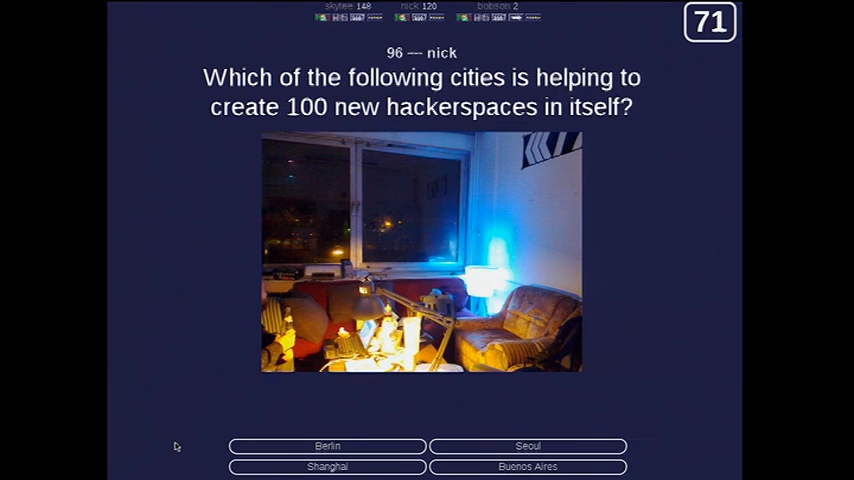 skytee 148 nick 120 bobson 2
71
96 — nick
Which of the following cities is helping to
create 100 new hackerspaces in itself?
Berlin Seoul
Shanghai Buenos Aires